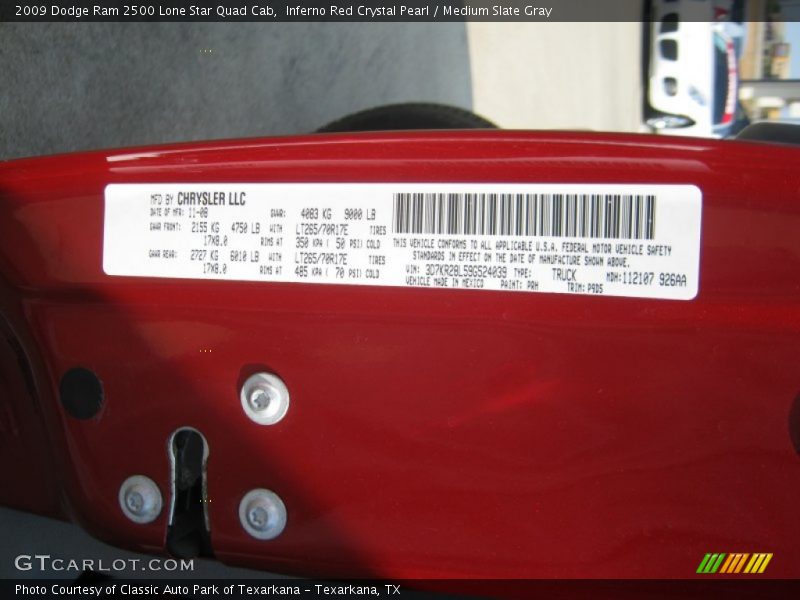 2009 Dodge Ram 2500 Lone Star Quad Cab,  Inferno Red Crystal Pearl / Medium Slate Gray
MFD BY CHRYSLER LLC
DATE OF MFR: 11-08 GVWR: 4083 KG 9000 LB
GAWR FRONT: 2155 KG 4750 LB WITH LT265/70R17E TIRES
17X8.0 RIMS AT 350 KPA ( 50 PSI) COLD
GAWR REAR: 2727 KG 6010 LB WITH LT265/70R17E TIRES
17X8.0 RIMS AT 485 KPA ( 70 PSI) COLD
THIS VEHICLE CONFORMS TO ALL APPLICABLE U.S.A. FEDERAL MOTOR VEHICLE SAFETY
STANDARDS IN EFFECT ON THE DATE OF MANUFACTURE SHOWN ABOVE.
VIN: 3D7KR28L59G524039 TYPE: TRUCK MDH:112107 926AA
VEHICLE MADE IN MEXICO PAINT: PRH TRIM: P9D5
GTCARLOT.COM
Photo Courtesy of Classic Auto Park of Texarkana - Texarkana, TX